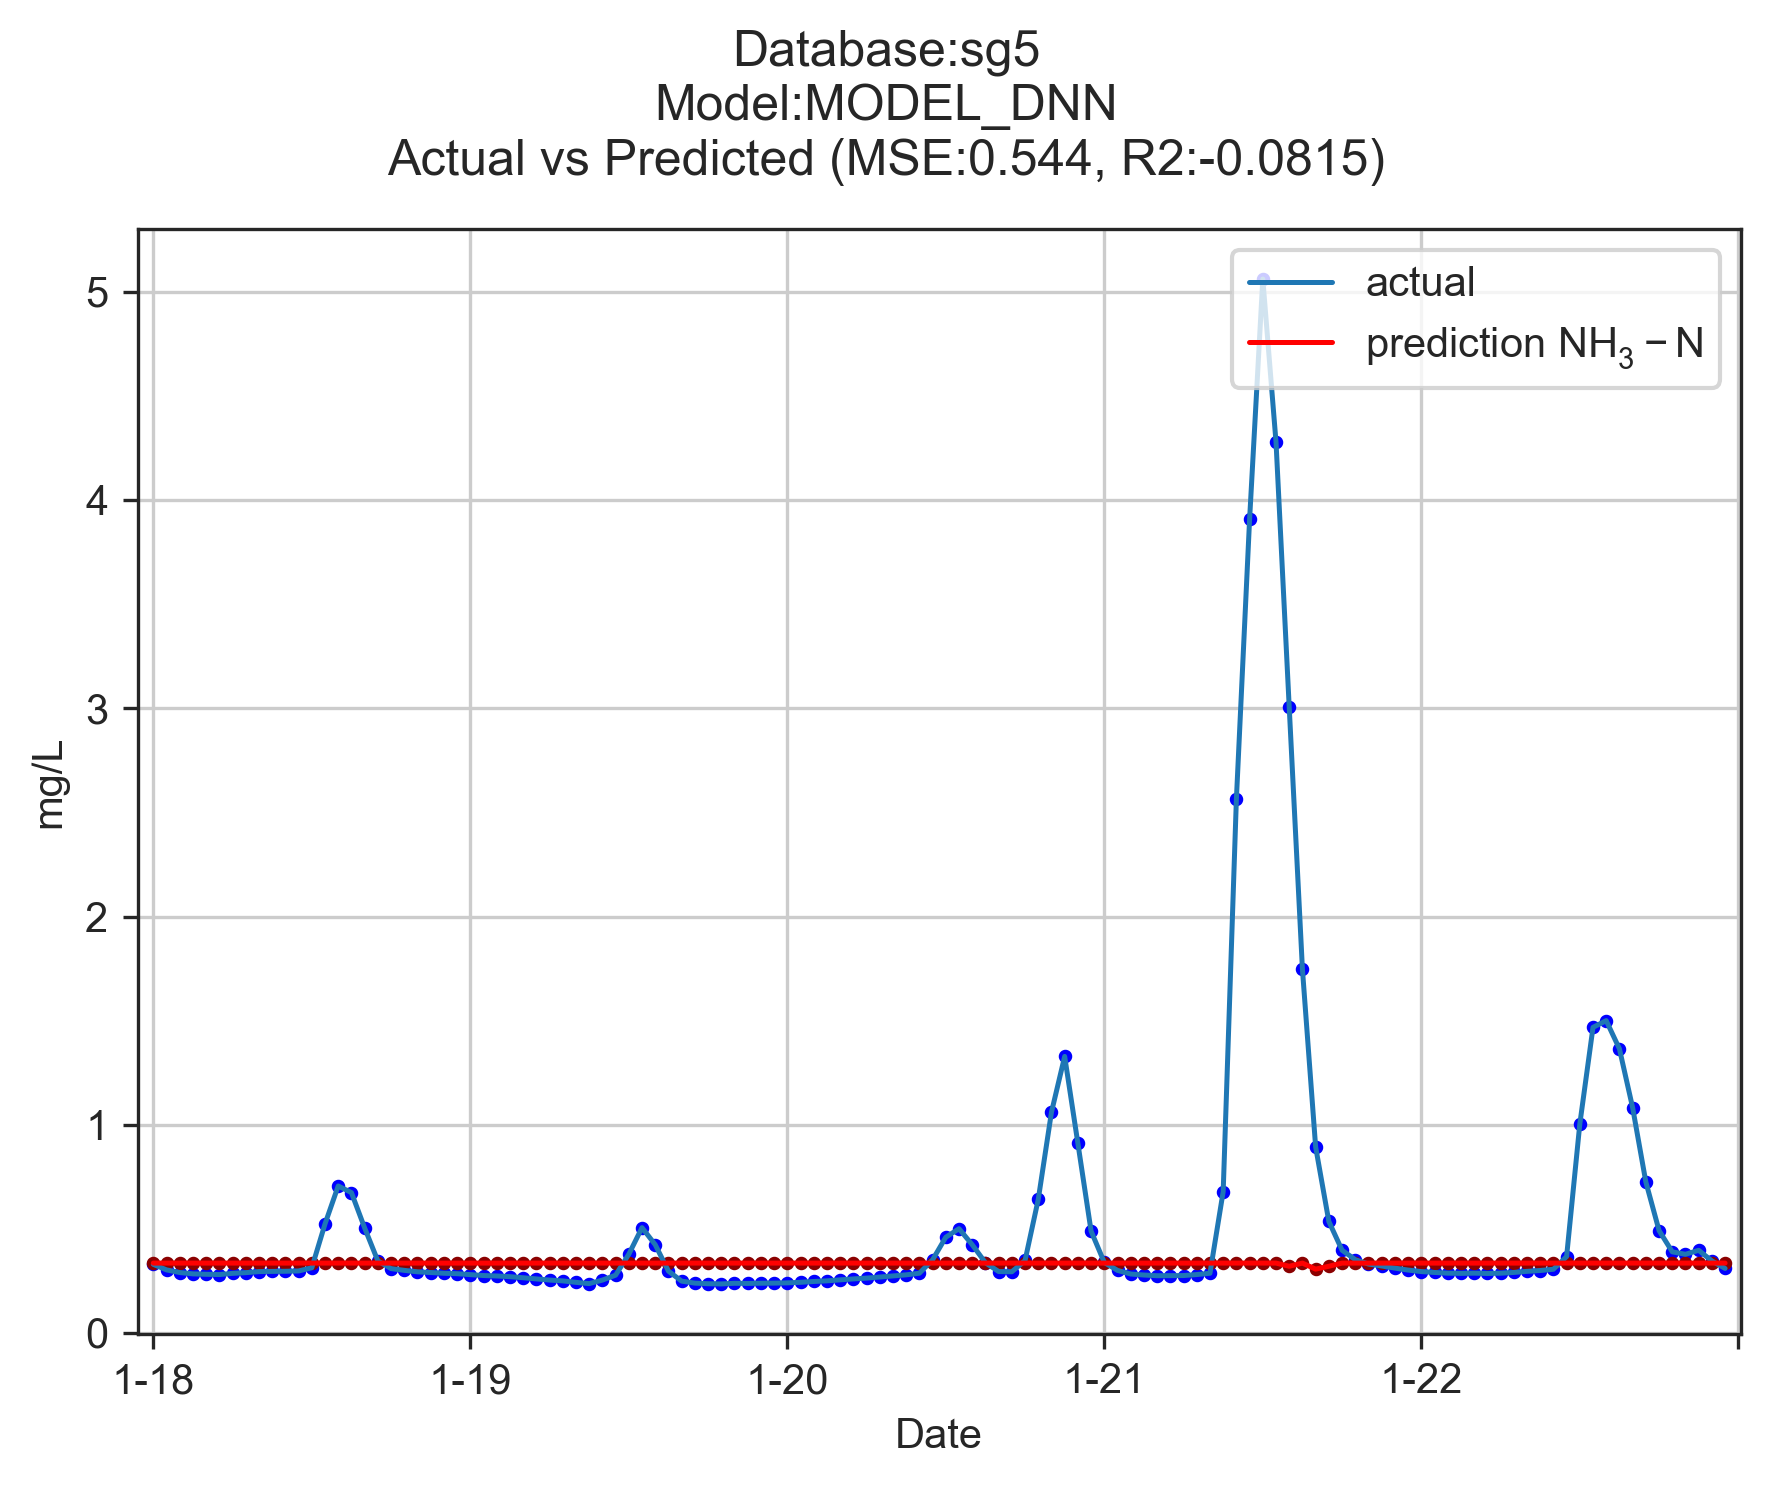 Database:sg5
Model:MODEL_DNN
Actual vs Predicted (MSE:0.544, R2:-0.0815)
actual
prediction NH₃ − N
5
4
3
2
1
0
mg/L
1-18 1-19 1-20 1-21 1-22
Date